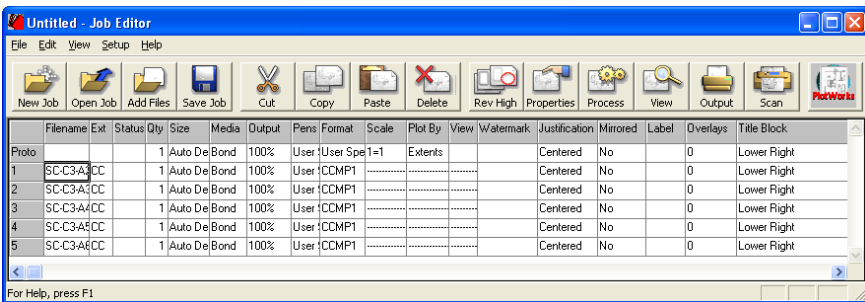 Untitled - Job Editor
File Edit View Setup Help
New Job Open Job Add Files Save Job Cut Copy Paste Delete Rev High Properties Process View Output Scan PlotWorks
Filename Ext Status Qty Size Media Output Pens Format Scale Plot By View Watermark Justification Mirrored Label Overlays Title Block
Proto 1 Auto De Bond 100% User User Spe 1=1 Extents Centered No 0 Lower Right
1 SC-C3-A CC 1 Auto De Bond 100% User CCMP1 Centered No 0 Lower Right
2 SC-C3-A CC 1 Auto De Bond 100% User CCMP1 Centered No 0 Lower Right
3 SC-C3-A4 CC 1 Auto De Bond 100% User CCMP1 Centered No 0 Lower Right
4 SC-C3-A5 CC 1 Auto De Bond 100% User CCMP1 Centered No 0 Lower Right
5 SC-C3-A6 CC 1 Auto De Bond 100% User CCMP1 Centered No 0 Lower Right
For Help, press F1